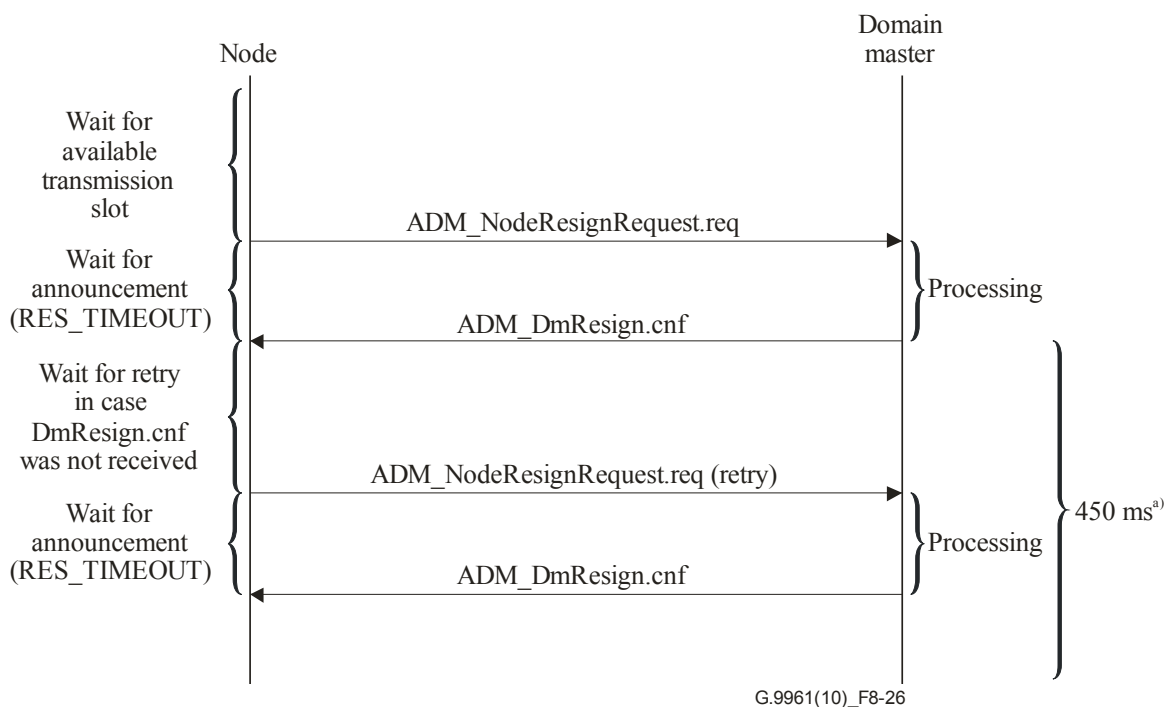 Node
Domain
master
Wait for
available
transmission
slot
ADM_NodeResignRequest.req
Wait for
announcement
(RES_TIMEOUT)
Processing
ADM_DmResign.cnf
Wait for retry
in case
DmResign.cnf
was not received
ADM_NodeResignRequest.req (retry)
450 ms a)
Wait for
announcement
(RES_TIMEOUT)
Processing
ADM_DmResign.cnf
G.9961(10)_F8-26